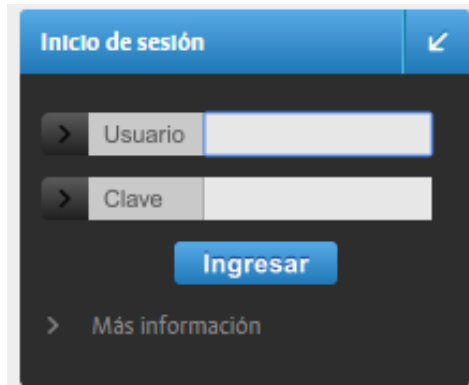 Inicio de sesión
Usuario
Clave
Ingresar
Más información